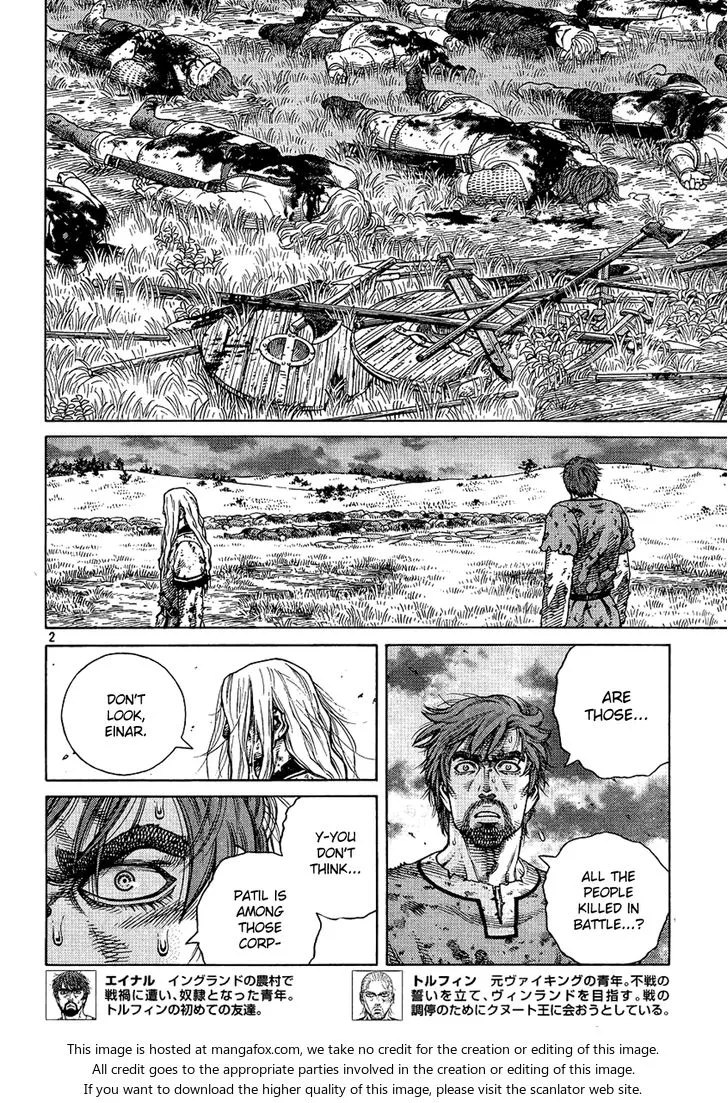 2
ARE
THOSE...
ALL THE
PEOPLE
KILLED IN
BATTLE...?
DON'T
LOOK,
EINAR.
Y-YOU
DON'T
THINK...
PATIL IS
AMONG
THOSE
CORP-
トルフィン 元ヴァイキングの青年。不戦の
誓いを立て、ヴィンランドを目指す。戦の
調停のためにクヌート王に会おうとしている。
エイナル イングランドの農村で
戦禍に遭い、奴隷となった青年。
トルフィンの初めての友達。
This image is hosted at mangafox.com, we take no credit for the creation or editing of this image.
All credit goes to the appropriate parties involved in the creation or editing of this image.
If you want to download the higher quality of this image, please visit the scanlator web site.